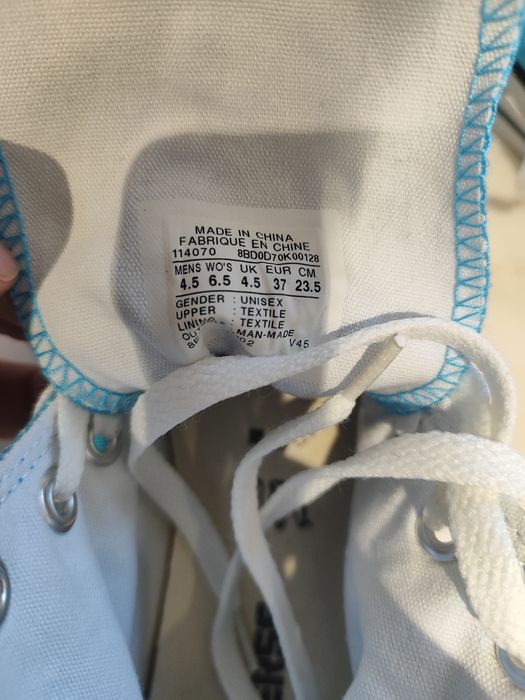 MADE IN CHINA
FABRIQUE EN CHINE
114070 8BD0D70K00128
MENS WO'S UK EUR CM
4.5 6.5 4.5 37 23.5
GENDER : UNISEX
UPPER : TEXTILE
LINING : TEXTILE
MAN-MADE
V45